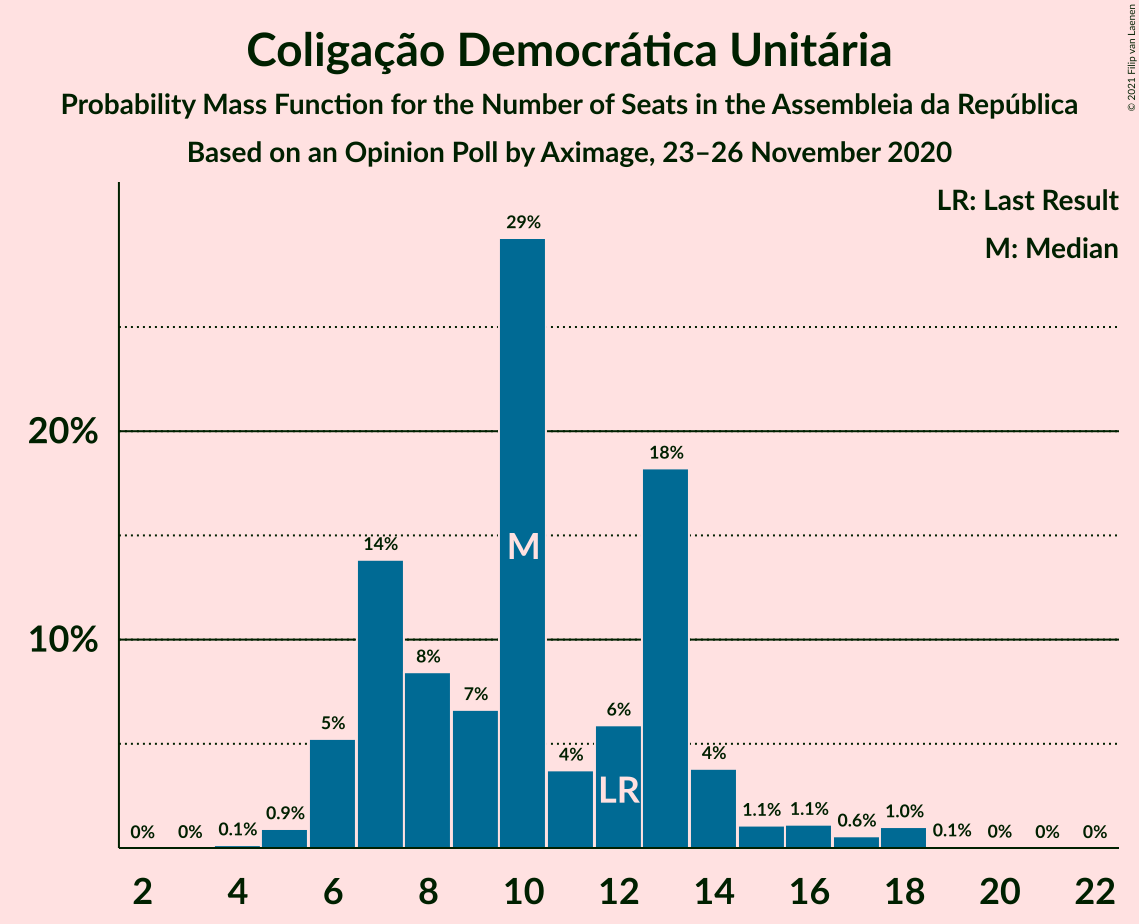 Coligação Democrática Unitária
Probability Mass Function for the Number of Seats in the Assembleia da República
Based on an Opinion Poll by Aximage, 23–26 November 2020
© 2021 Filip van Laenen
LR: Last Result
M: Median
20%
10%
0%
0%
0.1%
0.9%
5%
14%
8%
7%
29%
4%
6%
18%
4%
1.1%
1.1%
0.6%
1.0%
0.1%
0%
0%
0%
M
LR
2 4 6 8 10 12 14 16 18 20 22